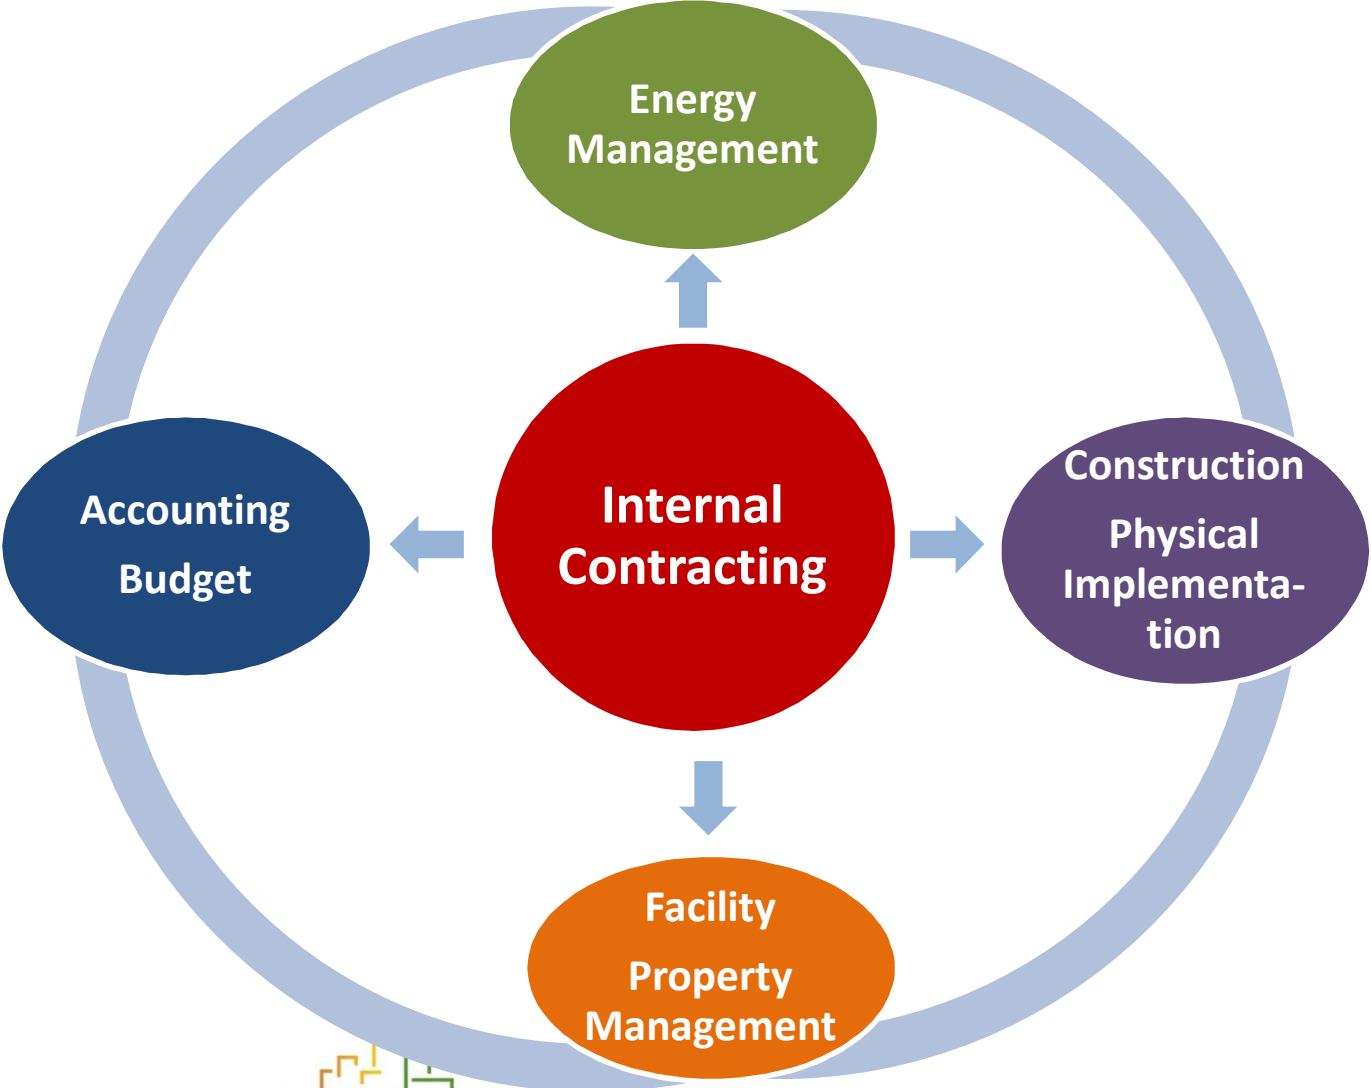 Energy
Management
Accounting
Budget
Internal
Contracting
Construction
Physical
Implementa-
tion
Facility
Property
Management